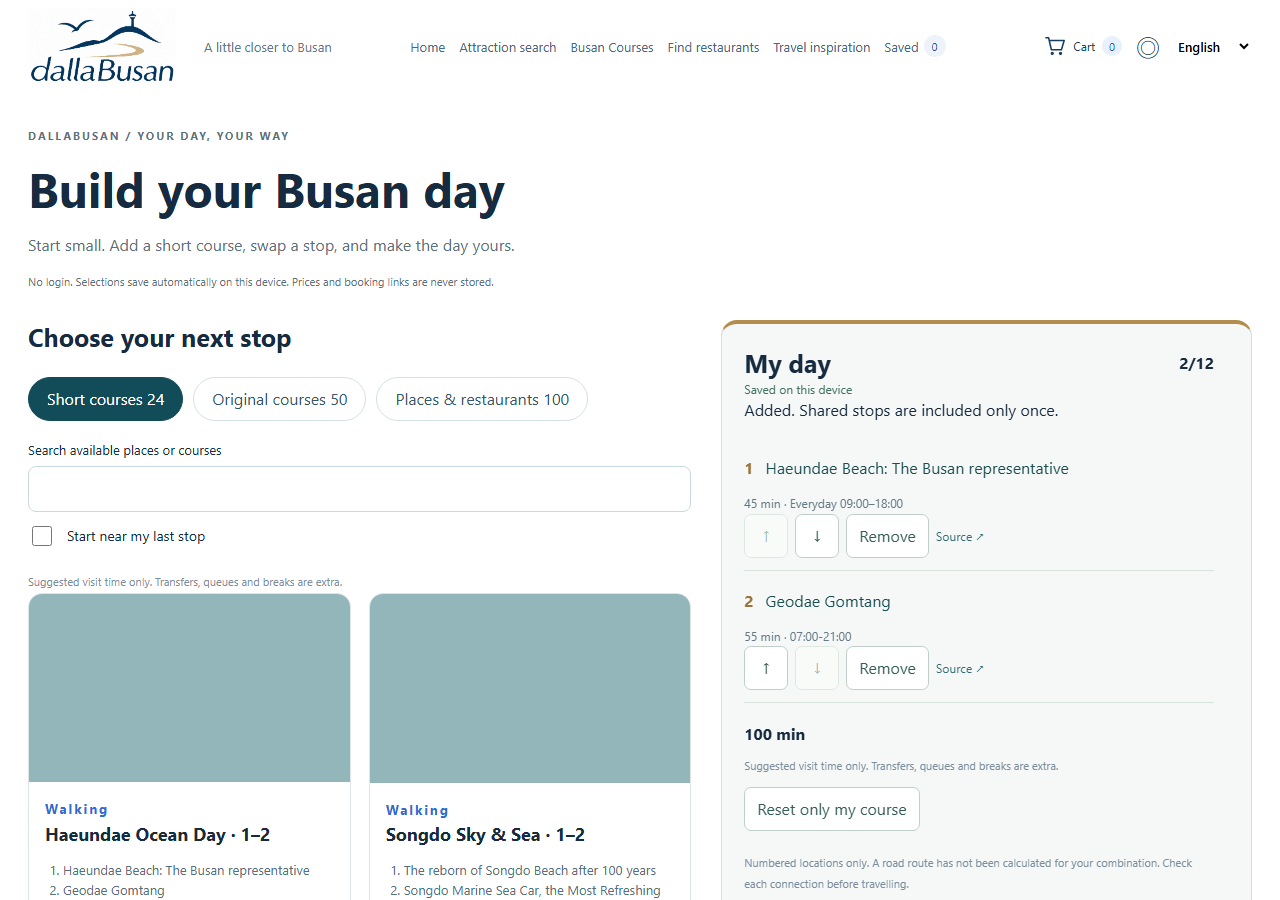 dallaBusan
A little closer to Busan
Home
Attraction search
Busan Courses
Find restaurants
Travel inspiration
Saved 0
Cart 0
English
DALLABUSAN / YOUR DAY, YOUR WAY
Build your Busan day
Start small. Add a short course, swap a stop, and make the day yours.
No login. Selections save automatically on this device. Prices and booking links are never stored.
Choose your next stop
Short courses 24
Original courses 50
Places & restaurants 100
Search available places or courses
Start near my last stop
Suggested visit time only. Transfers, queues and breaks are extra.
Walking
Haeundae Ocean Day · 1–2
1. Haeundae Beach: The Busan representative
2. Geodae Gomtang
Walking
Songdo Sky & Sea · 1–2
1. The reborn of Songdo Beach after 100 years
2. Songdo Marine Sea Car, the Most Refreshing
My day
2/12
Saved on this device
Added. Shared stops are included only once.
1 Haeundae Beach: The Busan representative
45 min · Everyday 09:00–18:00
↑ ↓ Remove Source ↗
2 Geodae Gomtang
55 min · 07:00-21:00
↑ ↓ Remove Source ↗
100 min
Suggested visit time only. Transfers, queues and breaks are extra.
Reset only my course
Numbered locations only. A road route has not been calculated for your combination. Check
each connection before travelling.